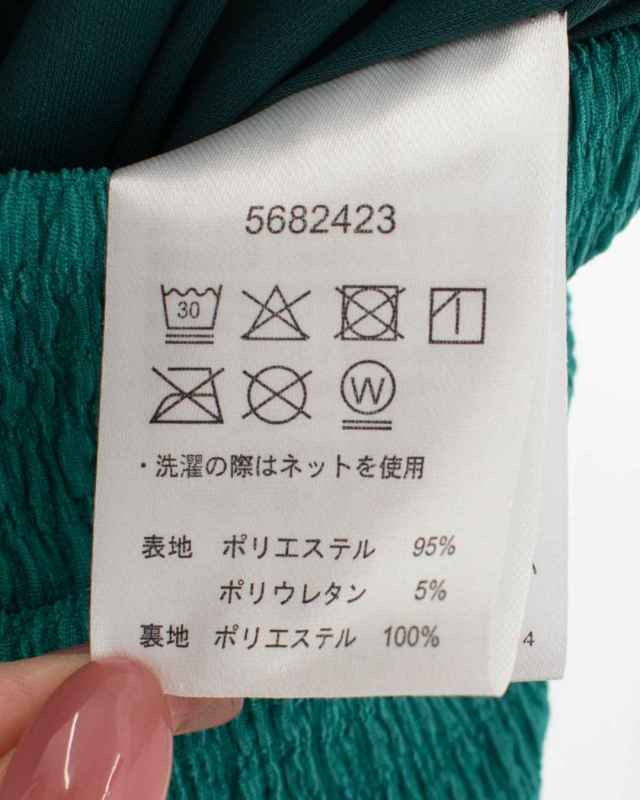 5682423
30
W
・洗濯の際はネットを使用
表地 ポリエステル 95%
ポリウレタン 5%
裏地 ポリエステル 100%
4